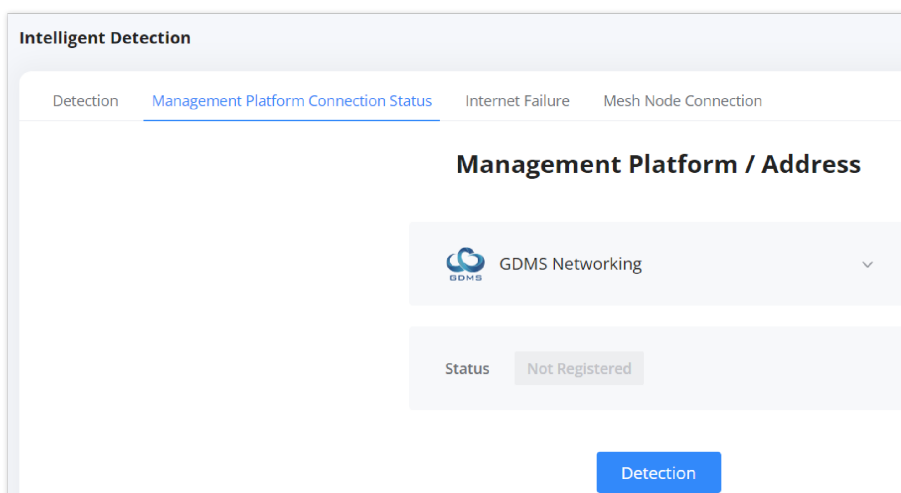 Intelligent Detection
Detection Management Platform Connection Status Internet Failure Mesh Node Connection
Management Platform / Address
GDMS GDMS Networking
Status Not Registered
Detection